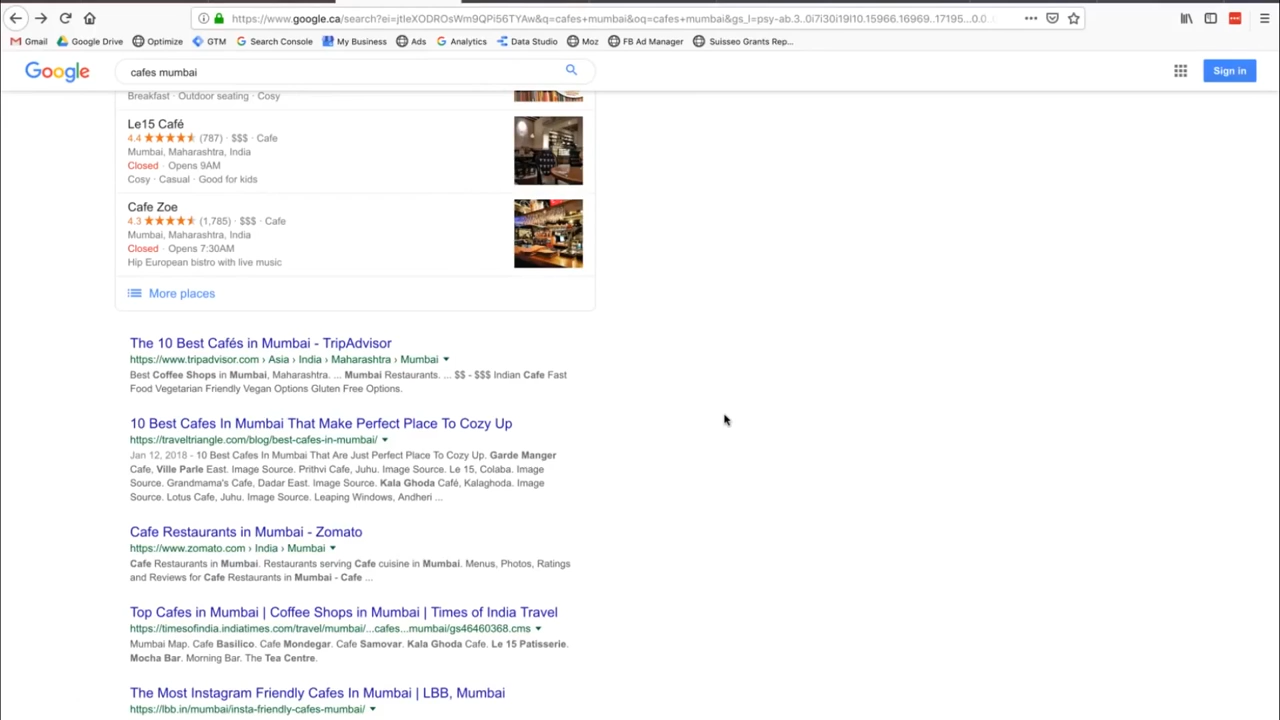 https://www.google.ca/search?ei=jtIeXODROsWm9QPi56TYAw&q=cafes+mumbai&oq=cafes+mumbai&gs_l=psy-ab.3..0i7i30i19l10.15966.16969..17195...0.0..
Gmail Google Drive Optimize GTM Search Console My Business Ads Analytics Data Studio Moz FB Ad Manager Suisseo Grants Rep...
Google cafes mumbai Sign in
Breakfast · Outdoor seating · Cosy
Le15 Café
4.4 ★★★★★ (787) · $$$ · Cafe
Mumbai, Maharashtra, India
Closed · Opens 9AM
Cosy · Casual · Good for kids
Cafe Zoe
4.3 ★★★★★ (1,785) · $$$ · Cafe
Mumbai, Maharashtra, India
Closed · Opens 7:30AM
Hip European bistro with live music
More places
The 10 Best Cafés in Mumbai - TripAdvisor
https://www.tripadvisor.com › Asia › India › Maharashtra › Mumbai
Best Coffee Shops in Mumbai, Maharashtra. ... Mumbai Restaurants. ... $$ - $$$ Indian Cafe Fast
Food Vegetarian Friendly Vegan Options Gluten Free Options.
10 Best Cafes In Mumbai That Make Perfect Place To Cozy Up
https://traveltriangle.com/blog/best-cafes-in-mumbai/
Jan 12, 2018 - 10 Best Cafes In Mumbai That Are Just Perfect Place To Cozy Up. Garde Manger
Cafe, Ville Parle East. Image Source. Prithvi Cafe, Juhu. Image Source. Le 15, Colaba. Image
Source. Grandmama's Cafe, Dadar East. Image Source. Kala Ghoda Café, Kalaghoda. Image
Source. Lotus Cafe, Juhu. Image Source. Leaping Windows, Andheri ...
Cafe Restaurants in Mumbai - Zomato
https://www.zomato.com › India › Mumbai
Cafe Restaurants in Mumbai. Restaurants serving Cafe cuisine in Mumbai. Menus, Photos, Ratings
and Reviews for Cafe Restaurants in Mumbai - Cafe ...
Top Cafes in Mumbai | Coffee Shops in Mumbai | Times of India Travel
https://timesofindia.indiatimes.com/travel/mumbai/...cafes...mumbai/gs46460368.cms
Mumbai Map. Cafe Basilico. Cafe Mondegar. Cafe Samovar. Kala Ghoda Cafe. Le 15 Patisserie.
Mocha Bar. Morning Bar. The Tea Centre.
The Most Instagram Friendly Cafes In Mumbai | LBB, Mumbai
https://lbb.in/mumbai/insta-friendly-cafes-mumbai/